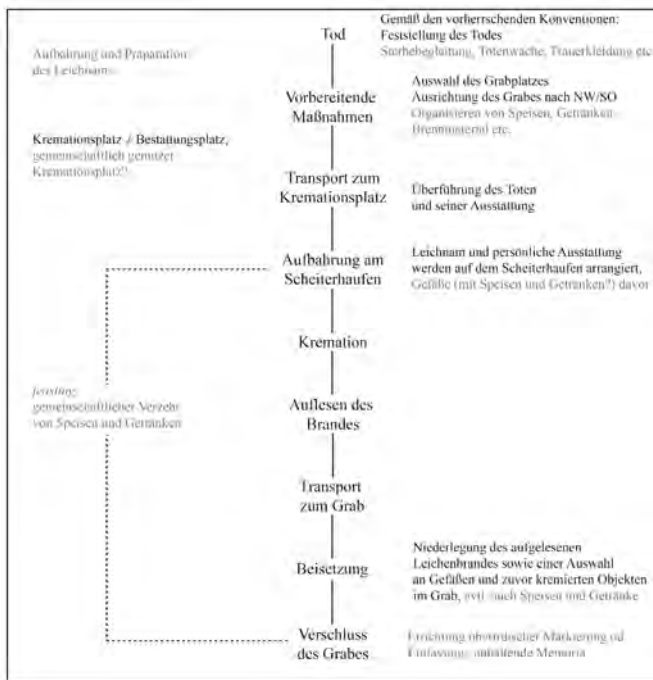 Tod
Gemäß den vorherrschenden Konventionen:
Feststellung des Todes
Sterbebegleitung, Totenwache, Trauerkleidung etc
Aufbahrung und Präparation
des Leichnams
Vorbereitende
Maßnahmen
Auswahl des Grabplatzes
Ausrichtung des Grabes nach NW/SO
Organisieren von Speisen, Getränken
Brennmaterial etc.
Kremationsplatz ≠ Bestattungsplatz,
gemeinschaftlich genutzer
Kremationsplatz?
Transport zum
Kremationsplatz
Überführung des Toten
und seiner Ausstattung
Aufbahrung am
Scheiterhaufen
Leichnam und persönliche Ausstattung
werden auf dem Scheiterhaufen arrangiert,
Gefäße (mit Speisen und Getränken?) davor
Kremation
feasting
gemeinschaftlicher Verzehr
von Speisen und Getränken
Auflesen des
Brandes
Transport
zum Grab
Beisetzung
Niederlegung des aufgelesenen
Leichenbrandes sowie einer Auswahl
an Gefäßen und zuvor kremierten Objekten
im Grab, evtl. auch Speisen und Getränke
Verschluss
des Grabes
Errichtung obertägiger Markierung od
Einfassung, anhaltende Memoria